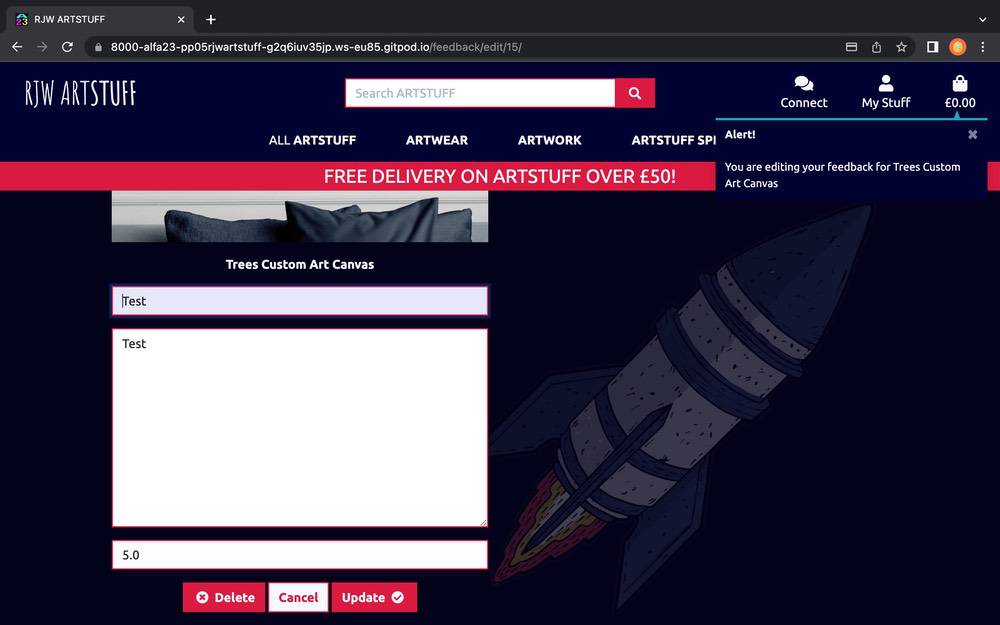 RJW ARTSTUFF
8000-alfa23-pp05rjwartstuff-g2q6iuv35jp.ws-eu85.gitpod.io/feedback/edit/15/
RJW ARTSTUFF
Search ARTSTUFF
Connect
My Stuff
£0.00
ALL ARTSTUFF
ARTWEAR
ARTWORK
ARTSTUFF SPE
Alert!
You are editing your feedback for Trees Custom
Art Canvas
FREE DELIVERY ON ARTSTUFF OVER £50!
Trees Custom Art Canvas
Test
Test
5.0
Delete
Cancel
Update